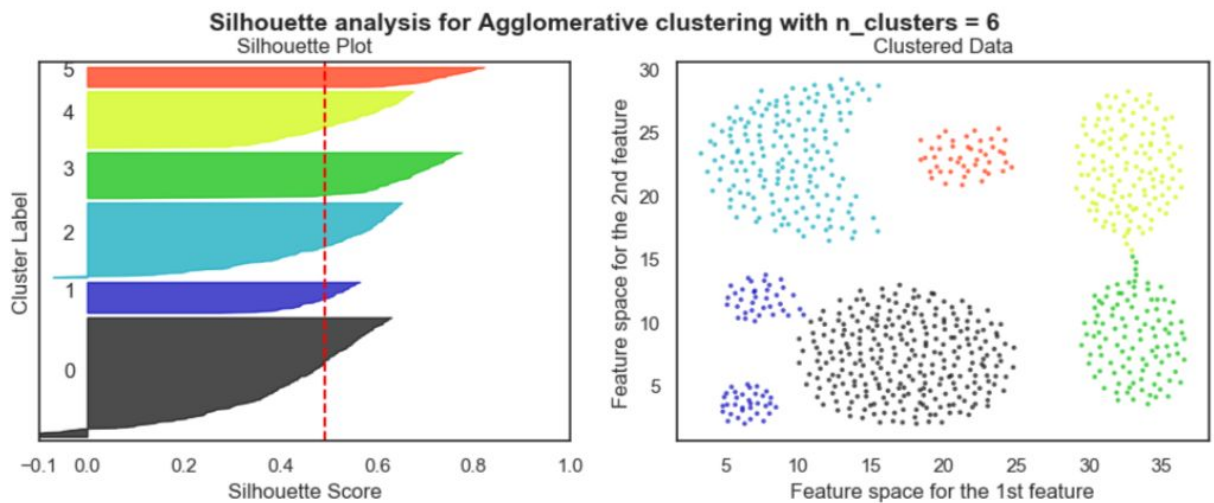 Silhouette analysis for Agglomerative clustering with n_clusters = 6
Silhouette Plot
Cluster Label
5
4
3
2
1
0
−0.1 0.0 0.2 0.4 0.6 0.8 1.0
Silhouette Score
Clustered Data
Feature space for the 2nd feature
30
25
20
15
10
5
5 10 15 20 25 30 35
Feature space for the 1st feature